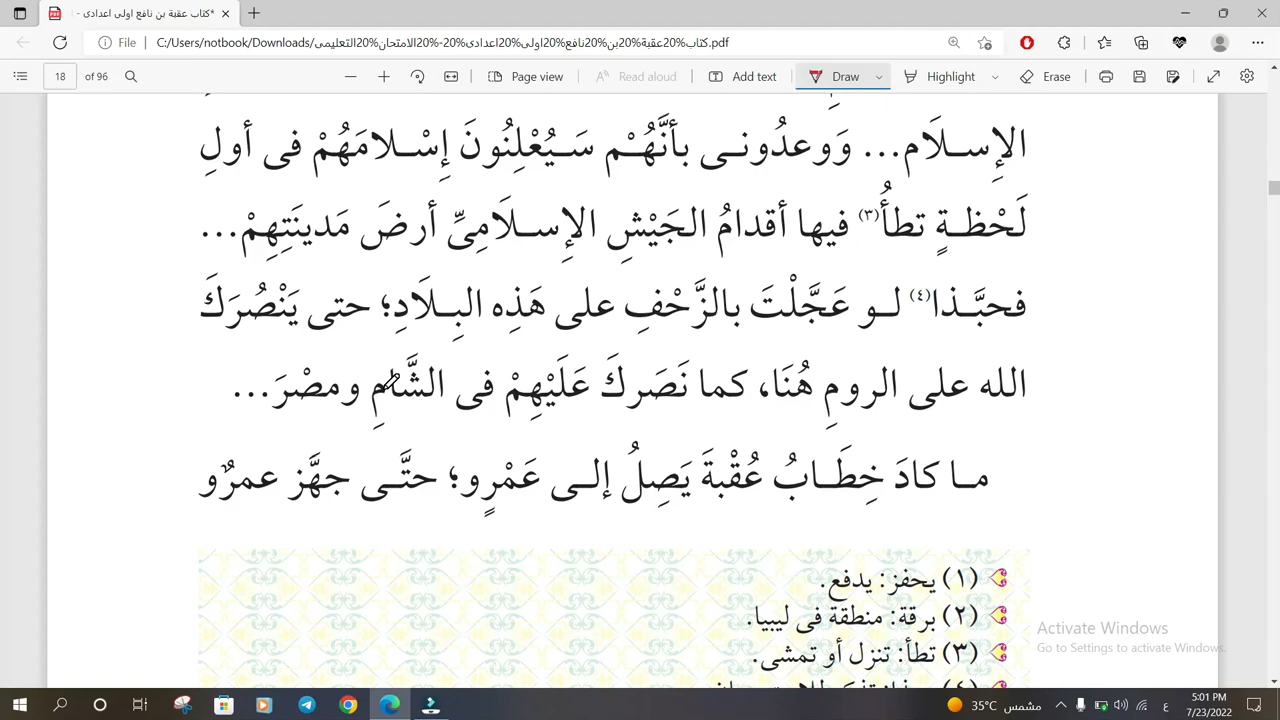 كتاب عقبة بن نافع اولى اعدادى -*
File
C:/Users/notbook/Downloads/كتاب%20عقبة%20بن%20نافع%20اولى%20اعدادى%20-%20الامتحان%20التعليمى.pdf
18 of 96
Page view
Read aloud
Add text
Draw
Highlight
Erase
الإِسـلَام... وَوعدُونـى بأنَّهُـمْ سَـيُعْلِنُونَ إِسْـلامَهُمْ فى أولِ
لَحْظـةٍ تطأُ(٣) فيها أقدامُ الجَيْشِ الإِسـلَامِىِّ أرضَ مَدينَتِهِمْ...
فحبَّـذا(٤) لـو عَجَّلْتَ بالزَّحْفِ على هَذِه البِـلَادِ؛ حتى يَنْصُرَكَ
الله على الرومِ هُنَا، كما نَصَركَ عَلَيْهِمْ فى الشَّامِ ومصْرَ...
مـا كادَ خِطَـابُ عُقْبةَ يَصِلُ إلـى عَمْرٍو؛ حتَّـى جهَّز عمرٌو
(١) يحفز: يدفع.
(٢) برقة: منطقة فى ليبيا.
(٣) تطأ: تنزل أو تمشى.
Activate Windows
Go to Settings to activate Windows.
35°C مشمس
ع
5:01 PM
7/23/2022